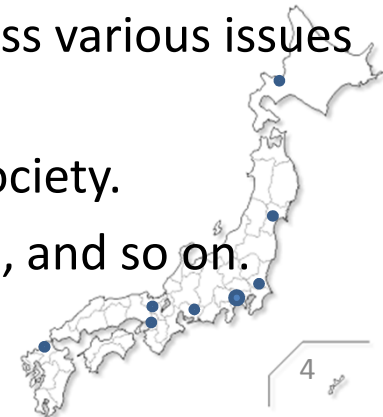 ss various issues
ociety.
, and so on.
4